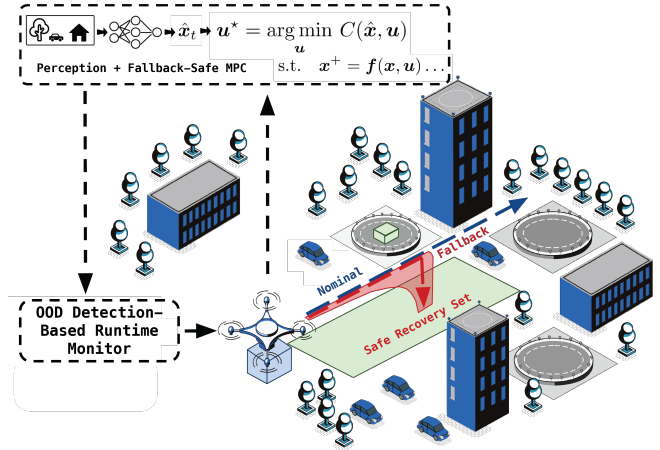 x̂_t
u⋆ = arg min C(x̂, u)
u
s.t. x⁺ = f(x, u) ...
Perception + Fallback-Safe MPC
Nominal
Fallback
Safe Recovery Set
OOD Detection-
Based Runtime
Monitor